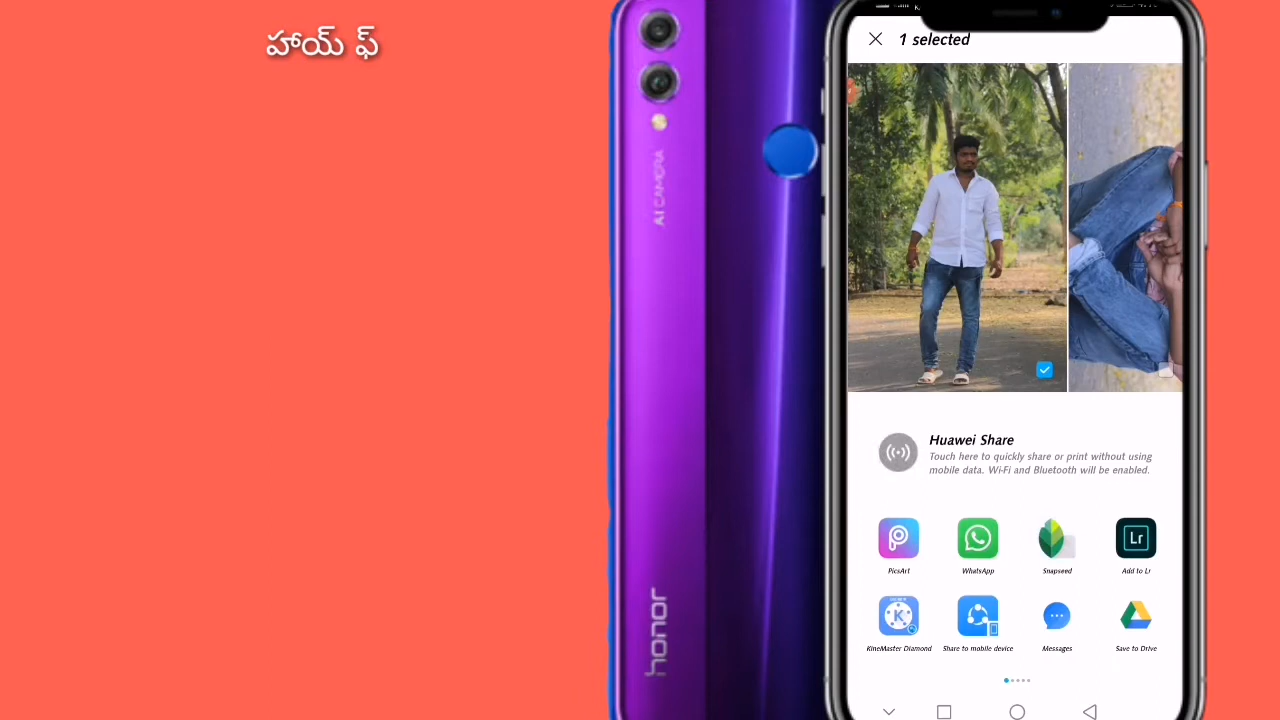 హాయ్ ఫ్
1 selected
AI CAMERA
Huawei Share
Touch here to quickly share or print without using
mobile data. Wi-Fi and Bluetooth will be enabled.
PicsArt WhatsApp Snapseed Add to Lr
KineMaster Diamond Share to mobile device Messages Save to Drive
honor